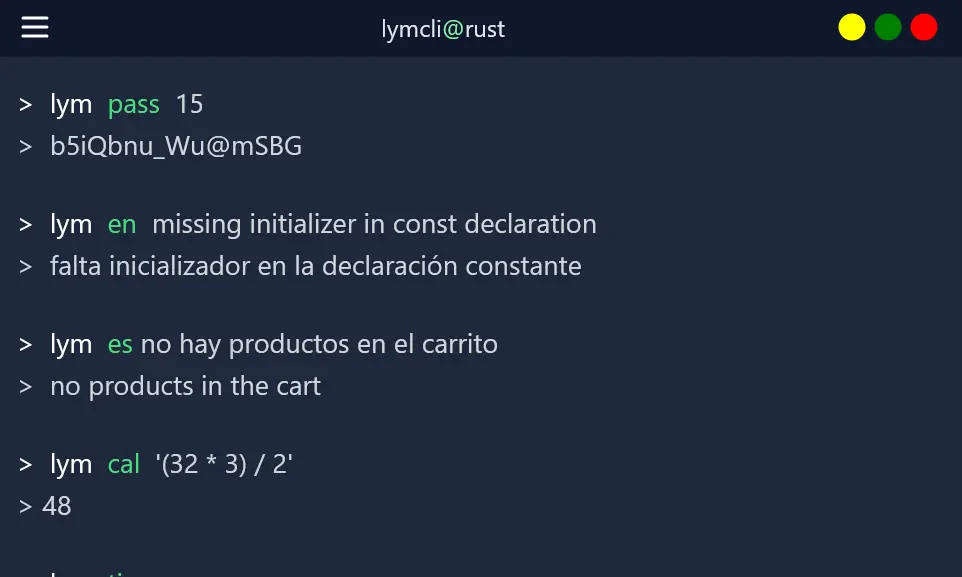 lymcli@rust
> lym pass 15
> b5iQbnu_Wu@mSBG
> lym en missing initializer in const declaration
> falta inicializador en la declaración constante
> lym es no hay productos en el carrito
> no products in the cart
> lym cal '(32 * 3) / 2'
> 48